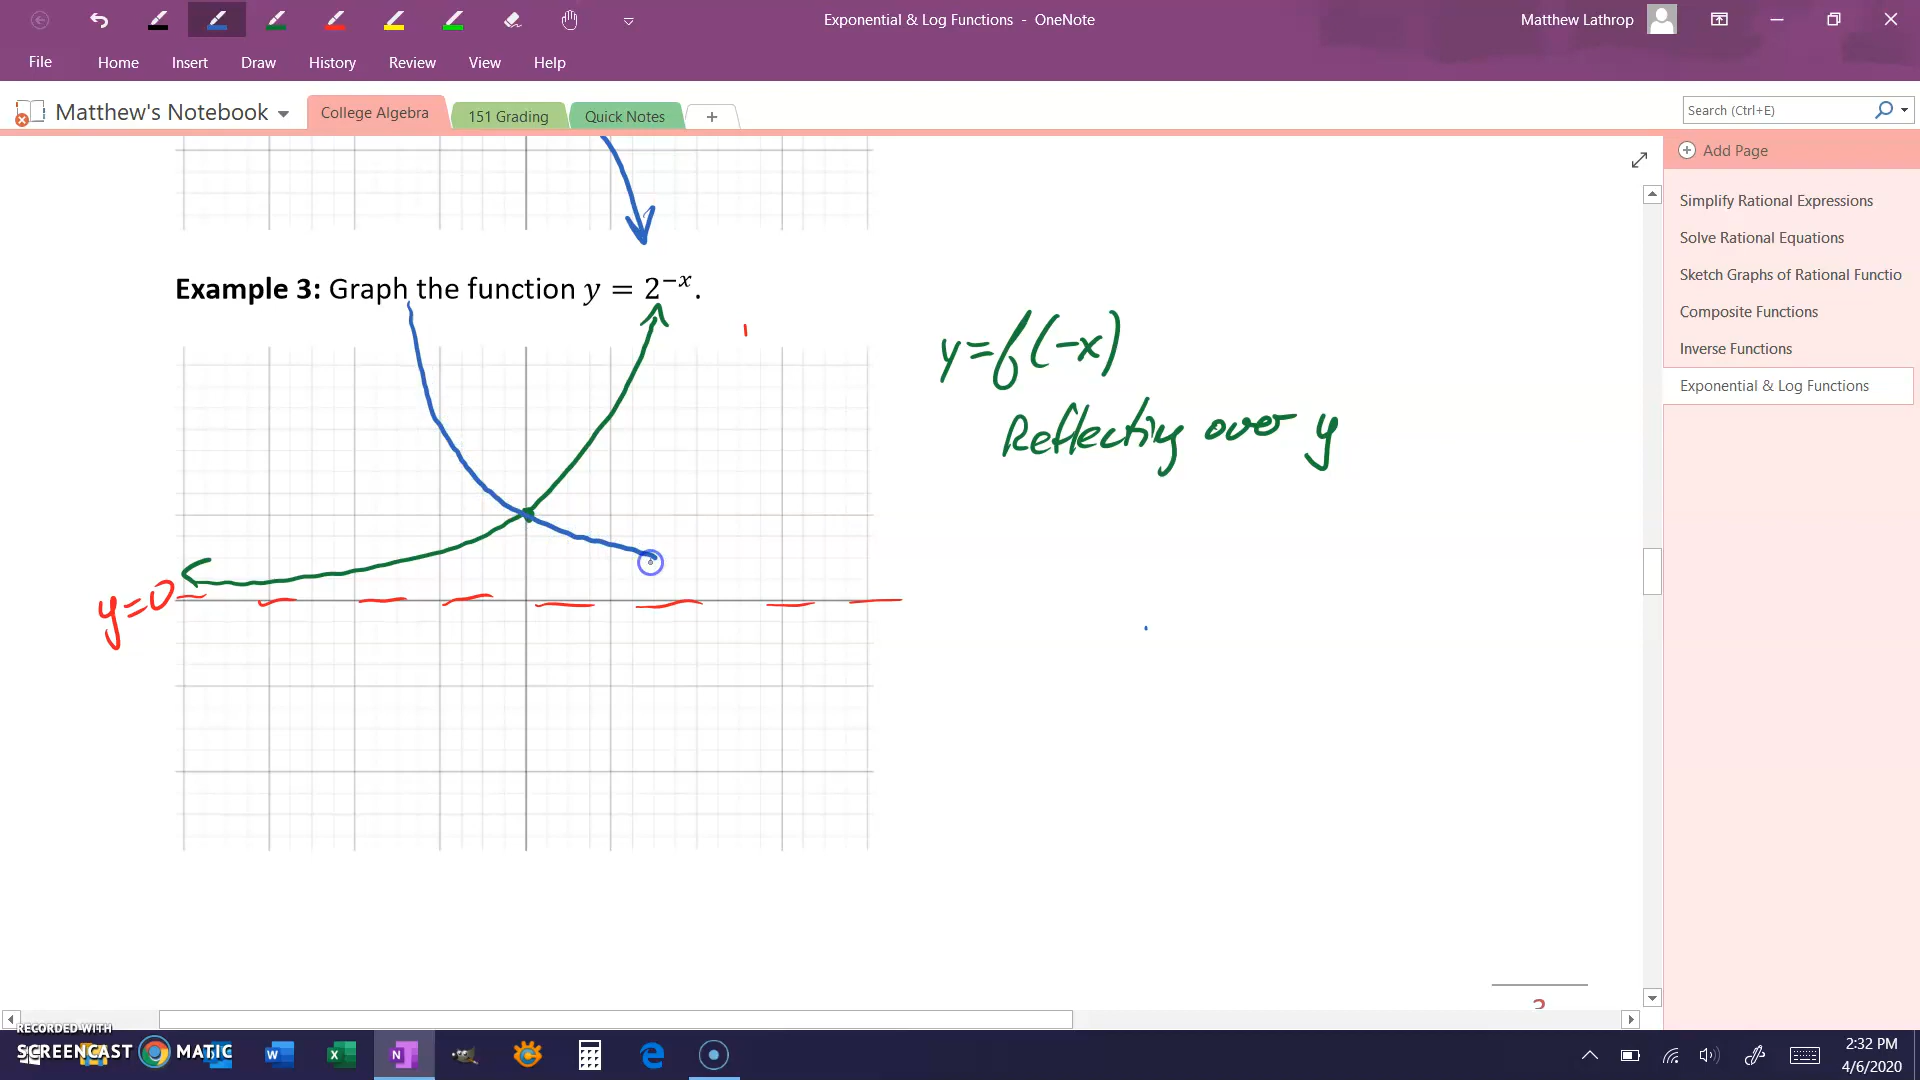 Exponential & Log Functions - OneNote
Matthew Lathrop
File Home Insert Draw History Review View Help
Matthew's Notebook
College Algebra
151 Grading
Quick Notes
Search (Ctrl+E)
Add Page
Simplify Rational Expressions
Solve Rational Equations
Sketch Graphs of Rational Functio
Composite Functions
Inverse Functions
Exponential & Log Functions
Example 3: Graph the function y = 2⁻ˣ.
y=f(-x)
Reflecting over y
y=0
RECORDED WITH
SCREENCAST MATIC
2:32 PM
4/6/2020